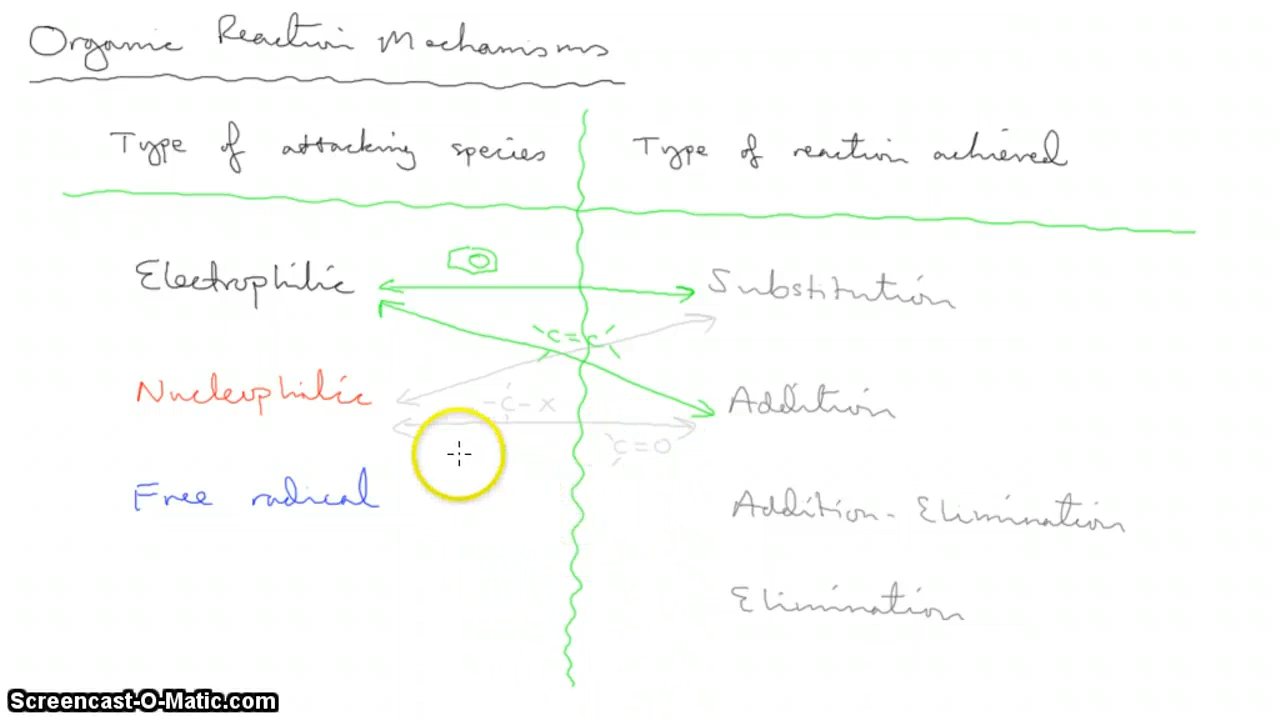 Organic Reaction Mechanisms
Type of attacking species
Type of reaction achieved
Electrophilic
Substitution
C=C
Nucleophilic
-C-X
Addition
C=O
Free radical
Addition-Elimination
Elimination
Screencast-O-Matic.com